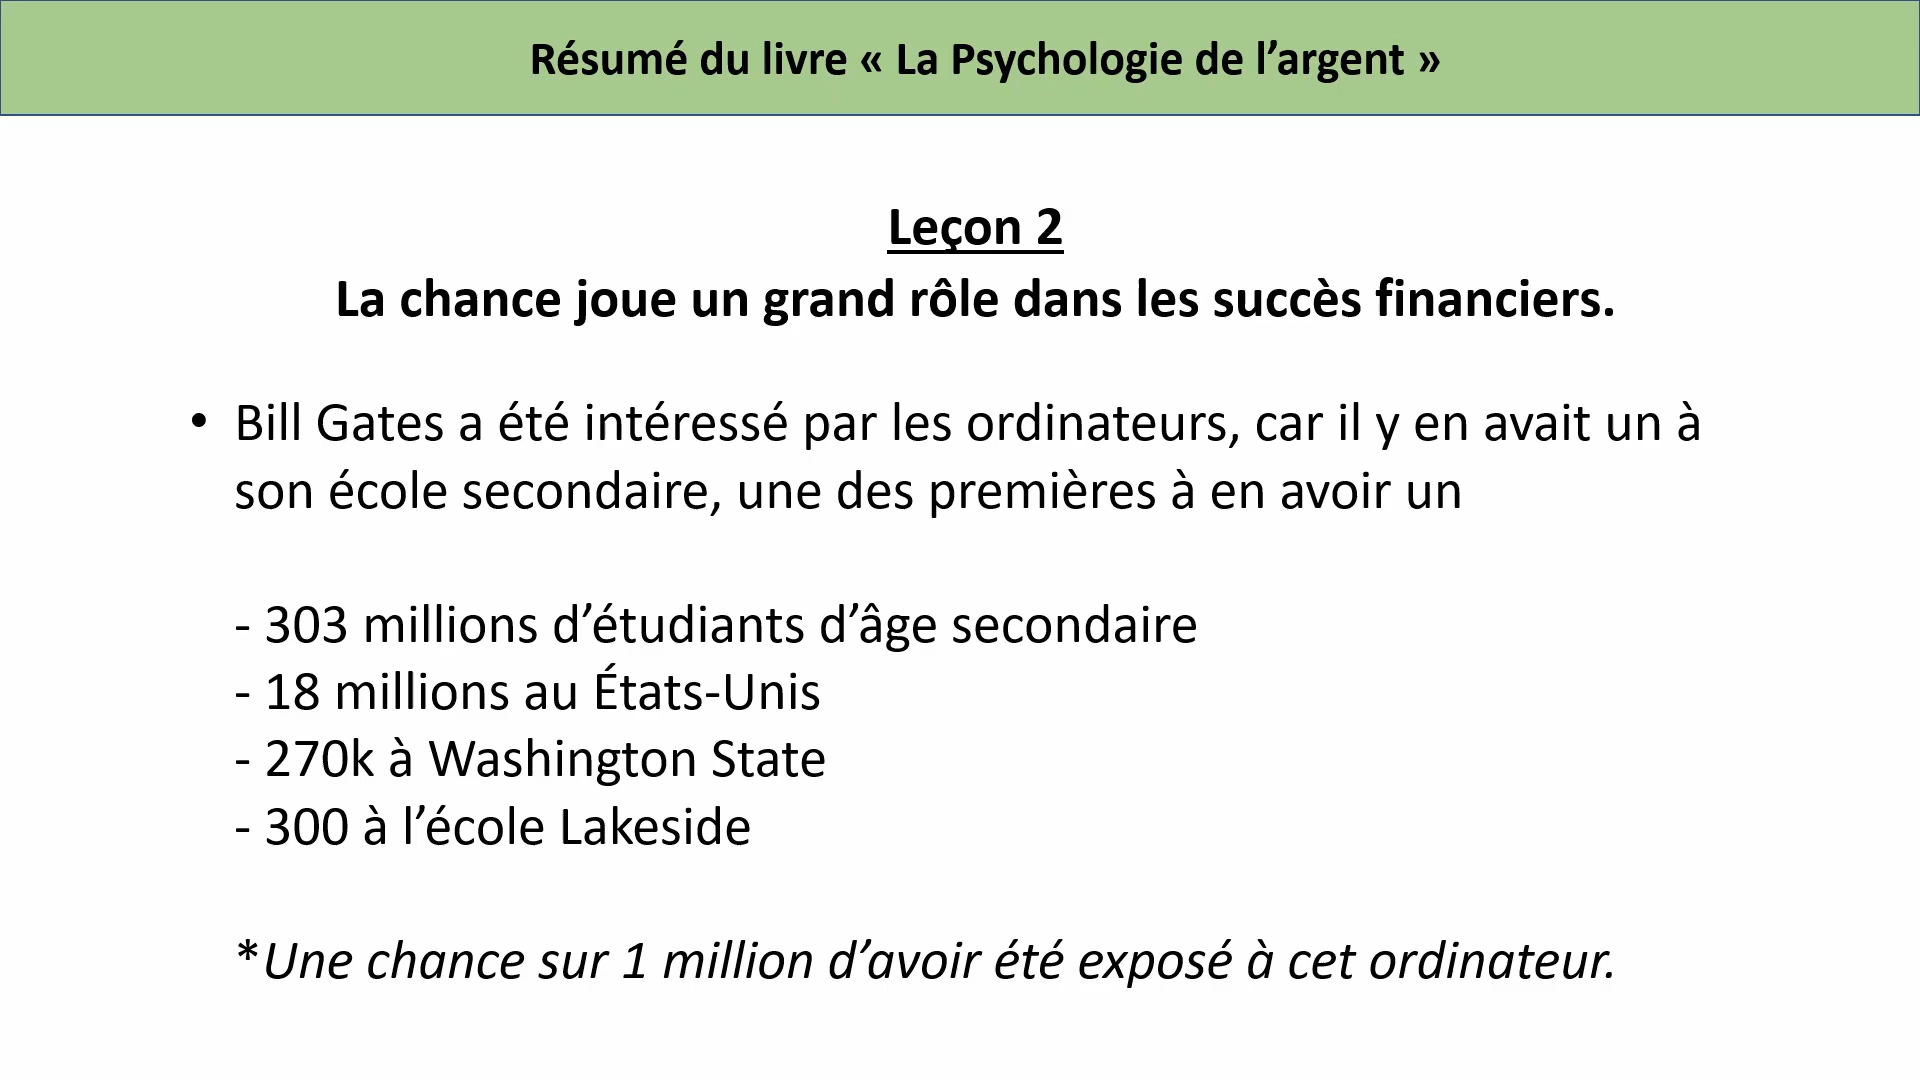 Résumé du livre « La Psychologie de l’argent »
Leçon 2
La chance joue un grand rôle dans les succès financiers.
• Bill Gates a été intéressé par les ordinateurs, car il y en avait un à
son école secondaire, une des premières à en avoir un
- 303 millions d’étudiants d’âge secondaire
- 18 millions au États-Unis
- 270k à Washington State
- 300 à l’école Lakeside
*Une chance sur 1 million d’avoir été exposé à cet ordinateur.